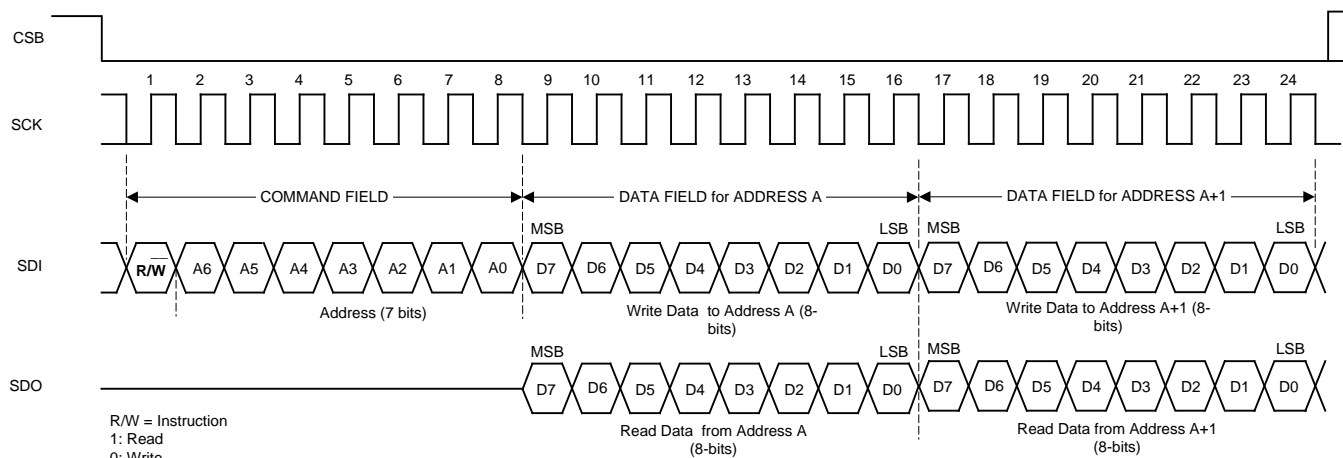 CSB
1 2 3 4 5 6 7 8 9 10 11 12 13 14 15 16 17 18 19 20 21 22 23 24
SCK
COMMAND FIELD DATA FIELD for ADDRESS A DATA FIELD for ADDRESS A+1
MSB LSB MSB LSB
SDI R/W A6 A5 A4 A3 A2 A1 A0 D7 D6 D5 D4 D3 D2 D1 D0 D7 D6 D5 D4 D3 D2 D1 D0
Address (7 bits) Write Data to Address A (8- Write Data to Address A+1 (8-
bits) bits)
MSB LSB MSB LSB
SDO D7 D6 D5 D4 D3 D2 D1 D0 D7 D6 D5 D4 D3 D2 D1 D0
R/W = Instruction
Read Data from Address A Read Data from Address A+1
1: Read
(8-bits) (8-bits)
0: Write